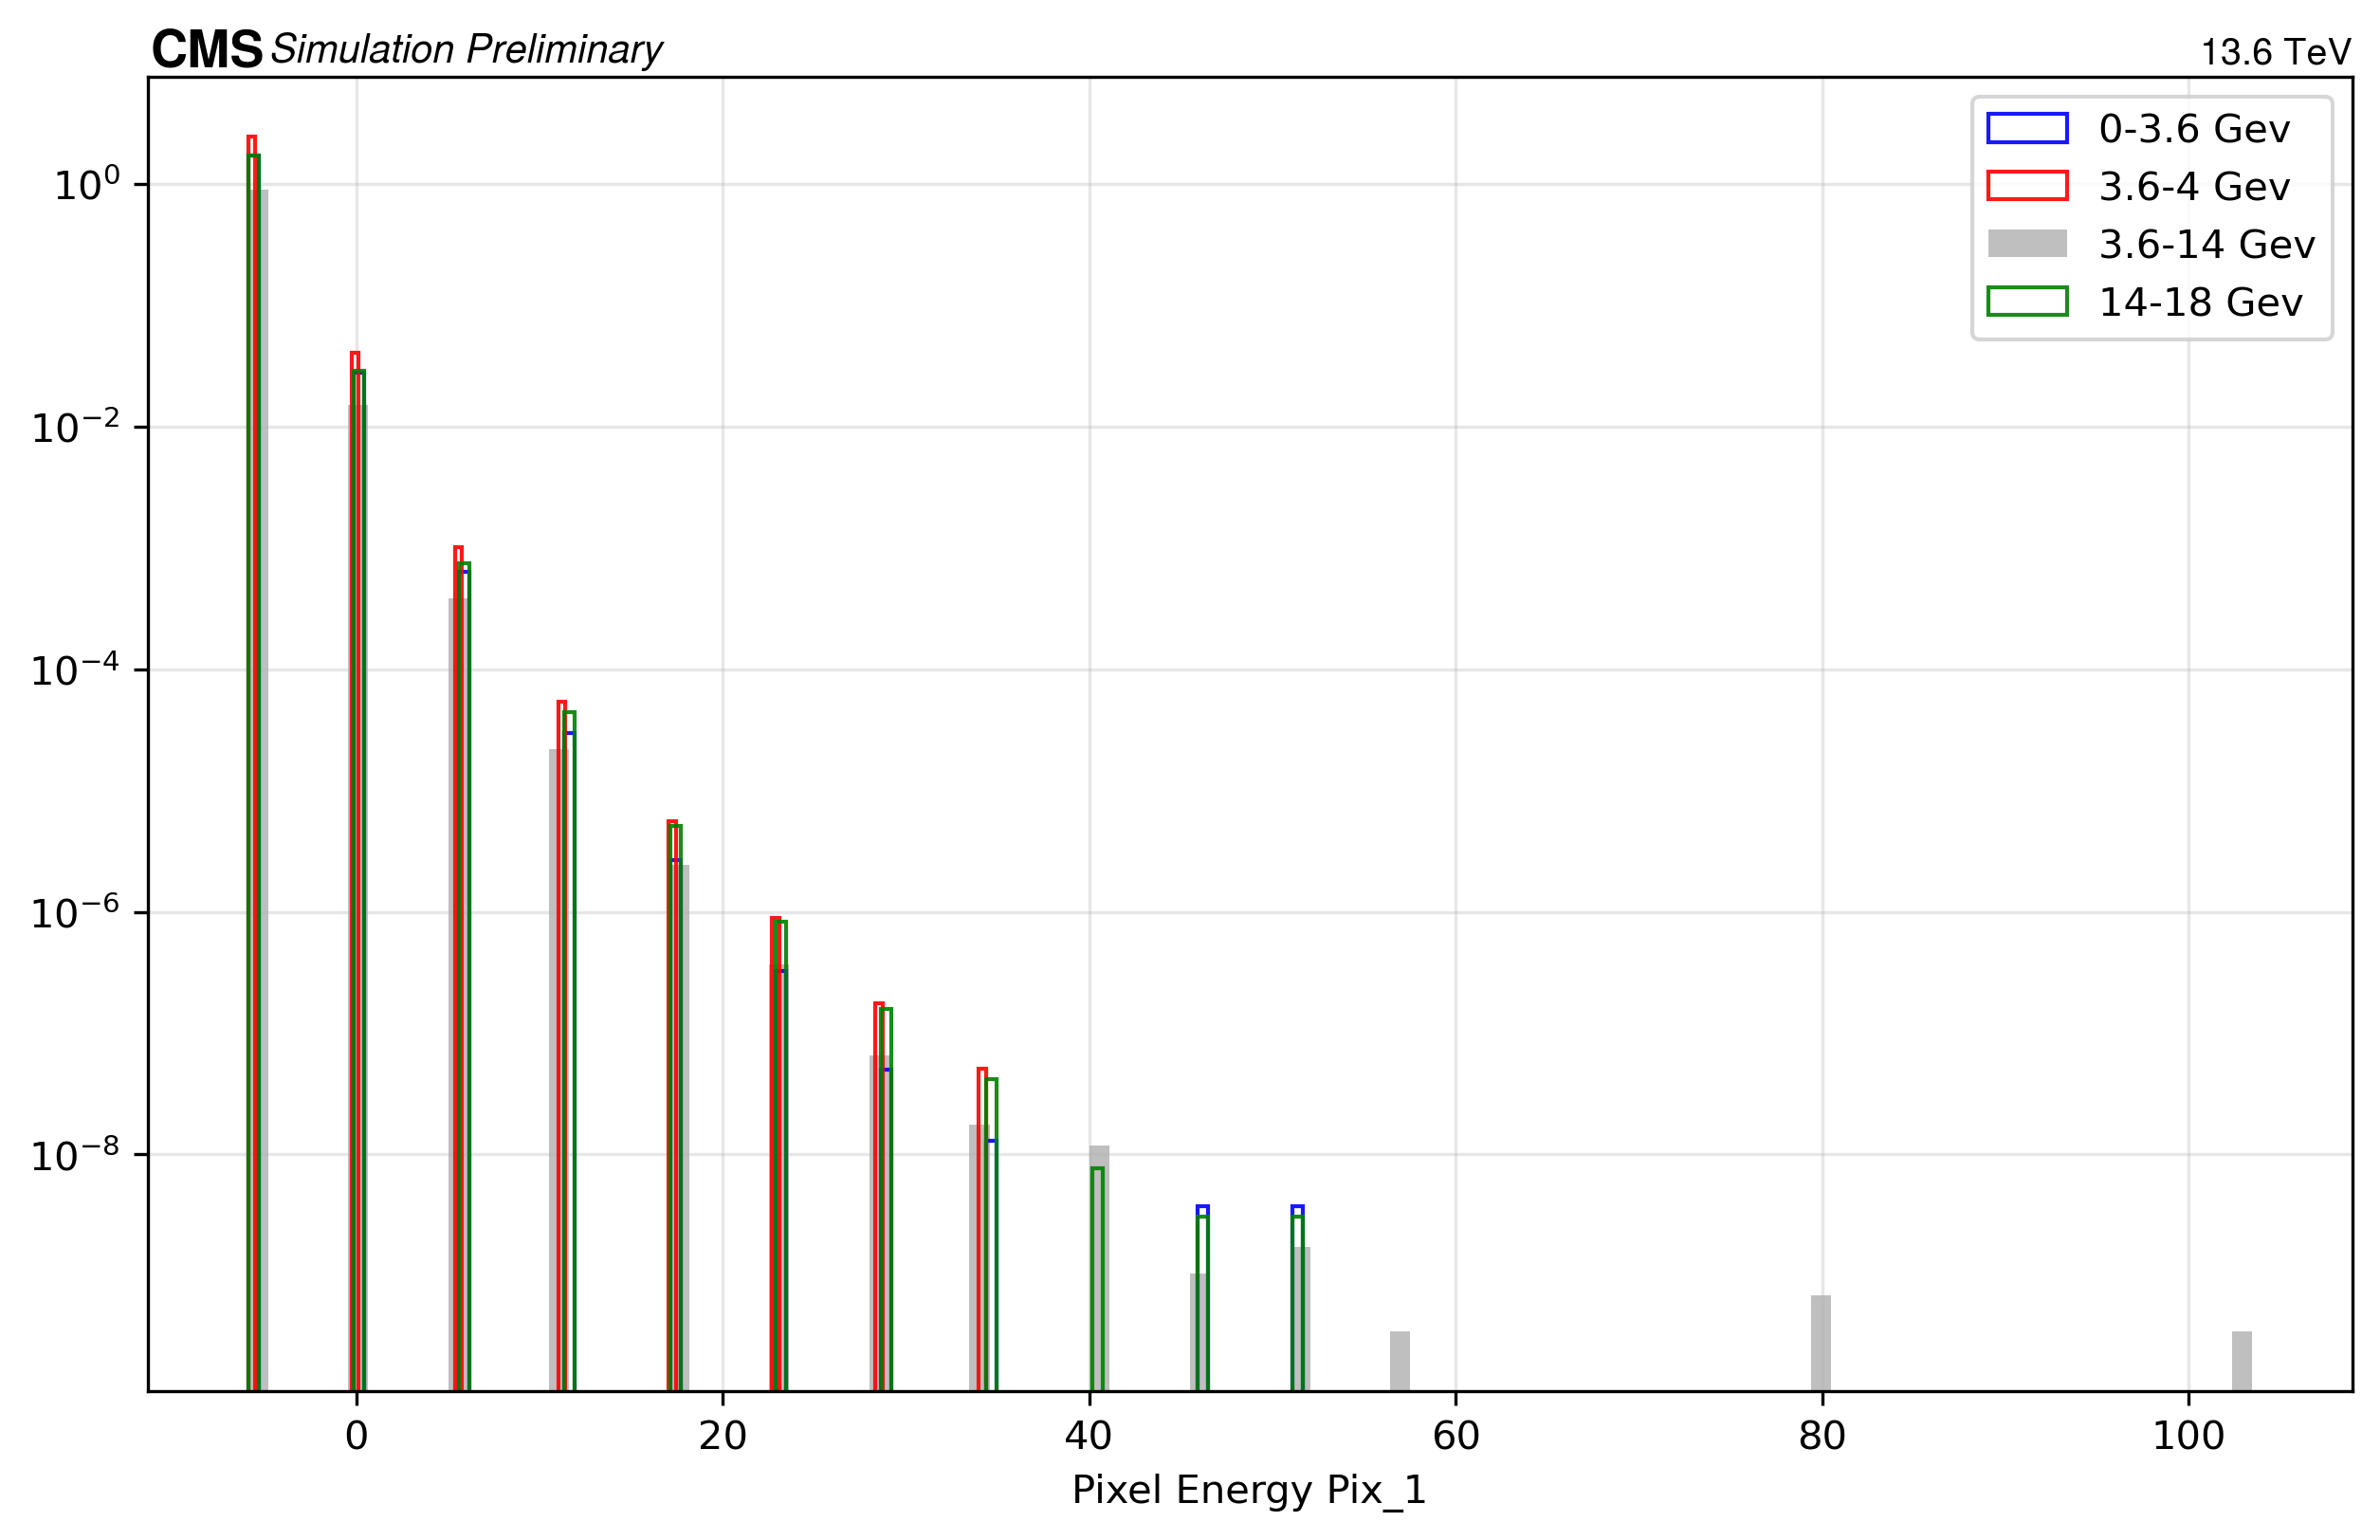 CMS Simulation Preliminary
13.6 TeV
0-3.6 Gev
3.6-4 Gev
3.6-14 Gev
14-18 Gev
10⁰
10⁻²
10⁻⁴
10⁻⁶
10⁻⁸
0 20 40 60 80 100
Pixel Energy Pix_1